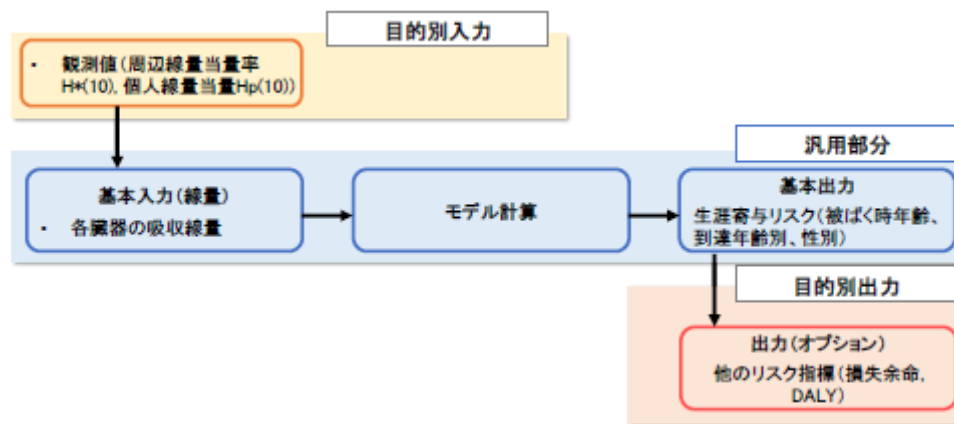 目的別入力
・ 観測値(周辺線量当量率
H*(10), 個人線量当量Hp(10))
汎用部分
基本入力(線量)
・ 各臓器の吸収線量
モデル計算
基本出力
生涯寄与リスク(被ばく時年齢、
到達年齢別、性別)
目的別出力
出力(オプション)
他のリスク指標(損失余命,
DALY)